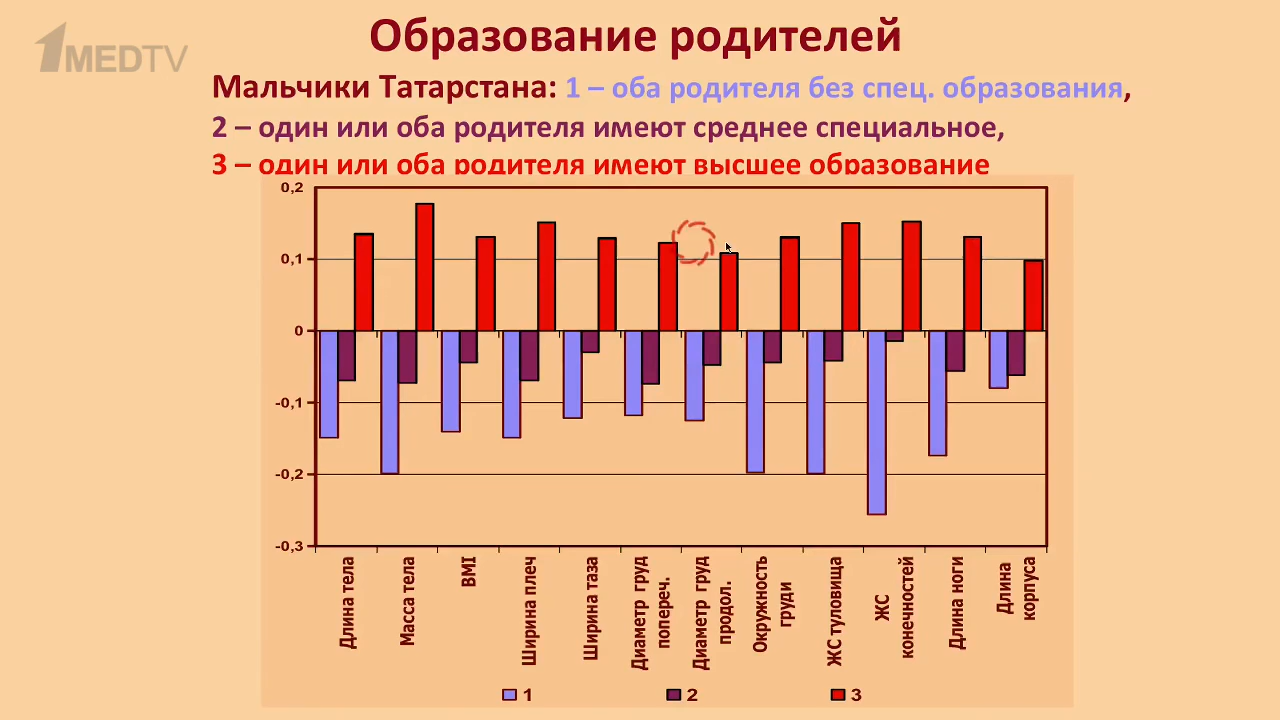 1MEDTV
Образование родителей
Мальчики Татарстана: 1 – оба родителя без спец. образования,
2 – один или оба родителя имеют среднее специальное,
3 – один или оба родителя имеют высшее образование
0,2
0,1
0
-0,1
-0,2
-0,3
Длина тела
Масса тела
BMI
Ширина плеч
Ширина таза
Диаметр груд
попереч.
Диаметр груд
продол.
Окружность
груди
ЖС туловища
ЖС
конечностей
Длина ноги
Длина
корпуса
1
2
3